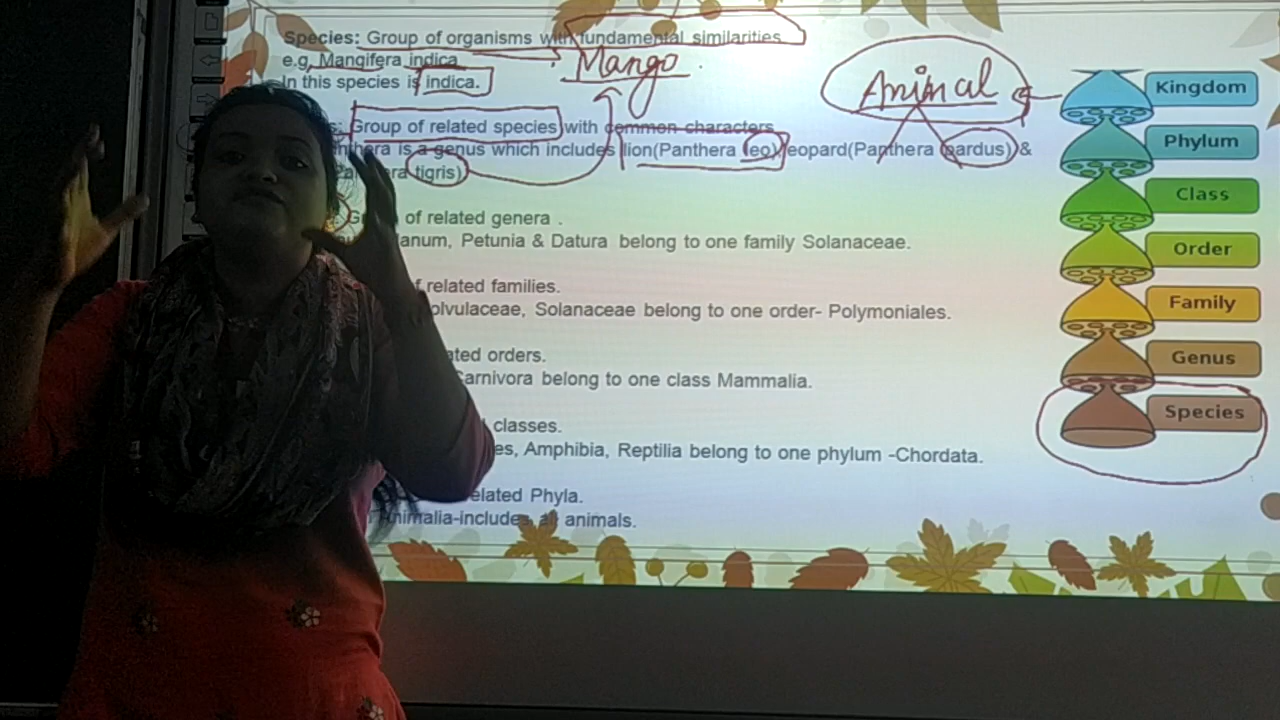 Species: Group of organisms with fundamental similarities
e.g. Mangifera indica
Mango
In this species is indica.
Animal
Group of related species with common characters
is a genus which includes lion(Panthera leo), leopard(Panthera pardus) &
tigris)
of related genera .
Petunia & Datura belong to one family Solanaceae.
related families.
Solanaceae belong to one order- Polymoniales.
orders.
Carnivora belong to one class Mammalia.
classes.
Amphibia, Reptilia belong to one phylum -Chordata.
related Phyla.
Animalia-includes all animals.
Kingdom
Phylum
Class
Order
Family
Genus
Species